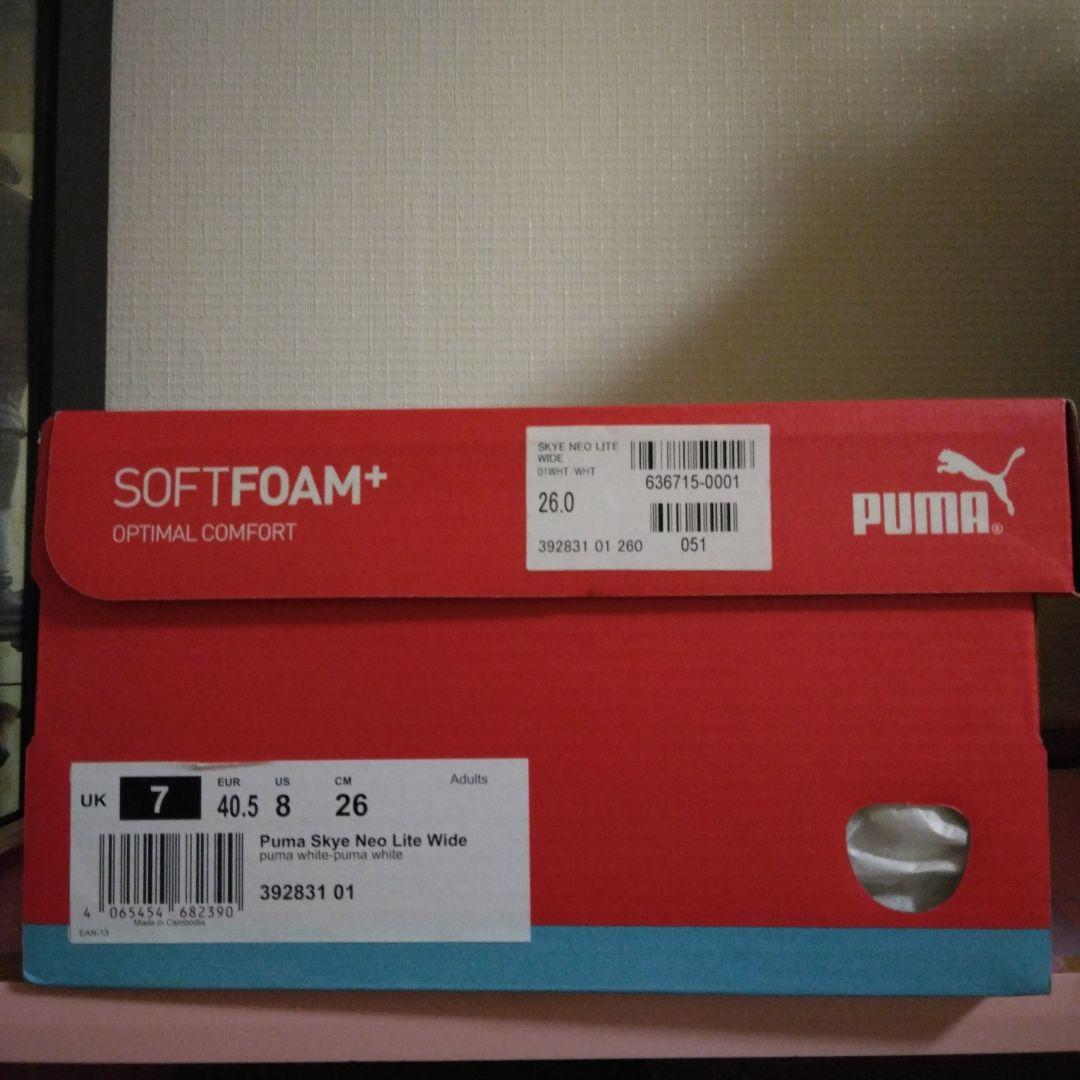 SOFTFOAM+
OPTIMAL COMFORT
SKYE NEO LITE
WIDE
01WHT/WHT
26.0
636715-0001
392831 01 260
051
PUMA®
UK 7
EUR 40.5
US 8
CM 26
Adults
Puma Skye Neo Lite Wide
puma white-puma white
392831 01
4 065454 682390
Made in Cambodia
EAN-13